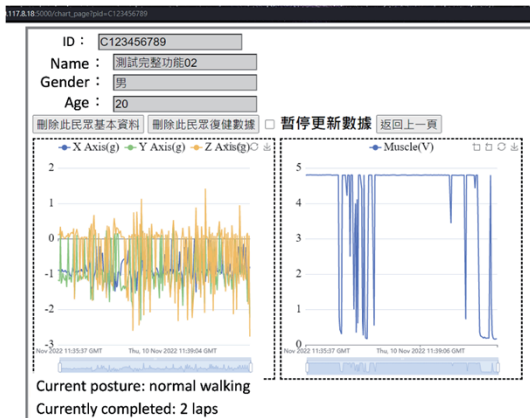 .117.8.18:5000/chart_page?pid=C123456789
ID： C123456789
Name： 測試完整功能02
Gender： 男
Age： 20
刪除此民眾基本資料 刪除此民眾復健數據 暫停更新數據 返回上一頁
X Axis(g) Y Axis(g) Z Axis(g)
2
1
0
-1
-2
-3
Nov 2022 11:35:37 GMT Thu, 10 Nov 2022 11:39:04 GMT
Muscle(V)
5
4
3
2
1
0
Nov 2022 11:35:37 GMT Thu, 10 Nov 2022 11:39:06 GMT
Current posture: normal walking
Currently completed: 2 laps